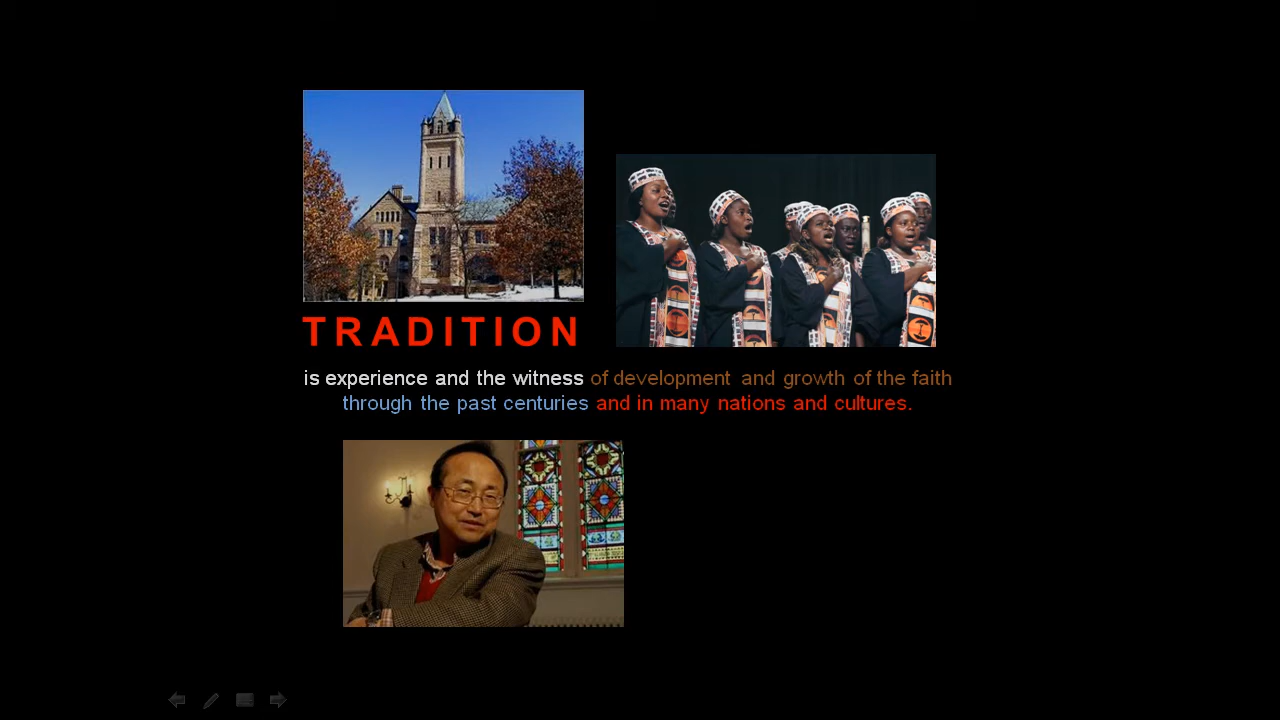 TRADITION
is experience and the witness of development and growth of the faith
through the past centuries and in many nations and cultures.